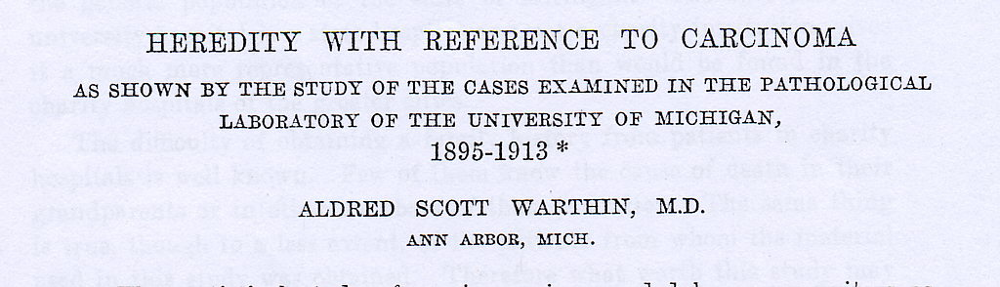 HEREDITY WITH REFERENCE TO CARCINOMA
AS SHOWN BY THE STUDY OF THE CASES EXAMINED IN THE PATHOLOGICAL
LABORATORY OF THE UNIVERSITY OF MICHIGAN,
1895-1913 *
ALDRED SCOTT WARTHIN, M.D.
ANN ARBOR, MICH.